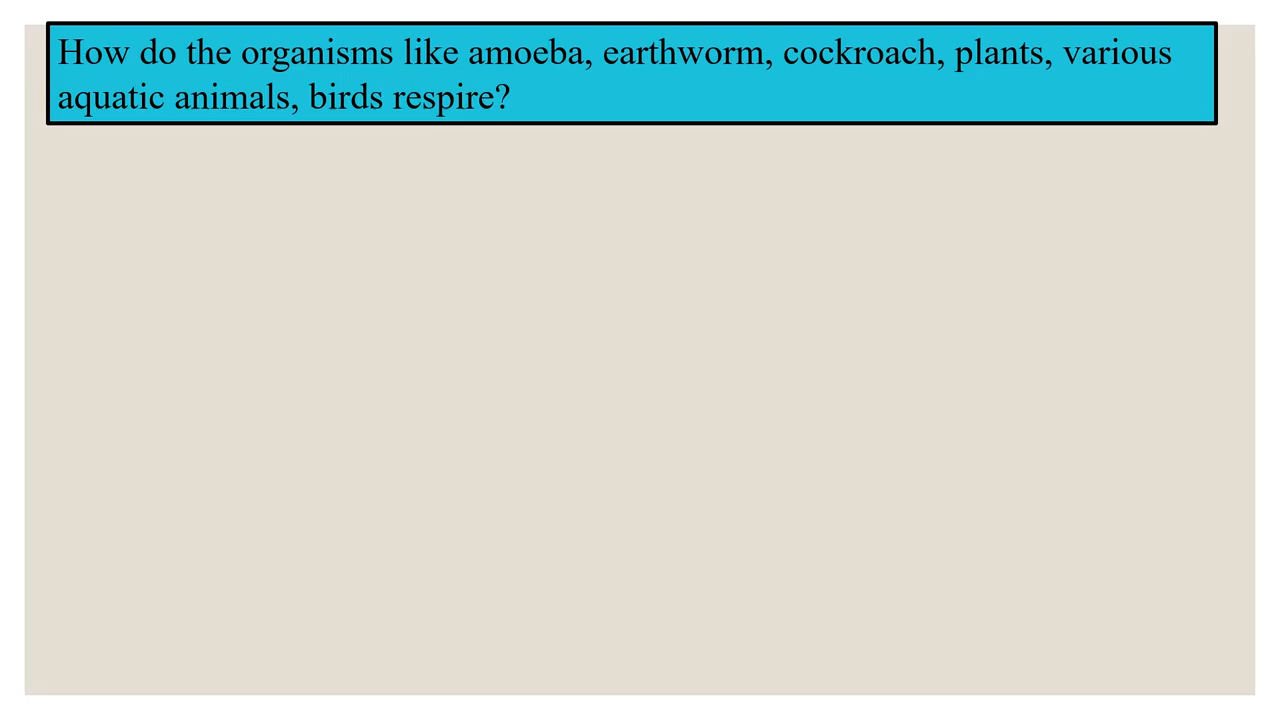 How do the organisms like amoeba, earthworm, cockroach, plants, various
aquatic animals, birds respire?